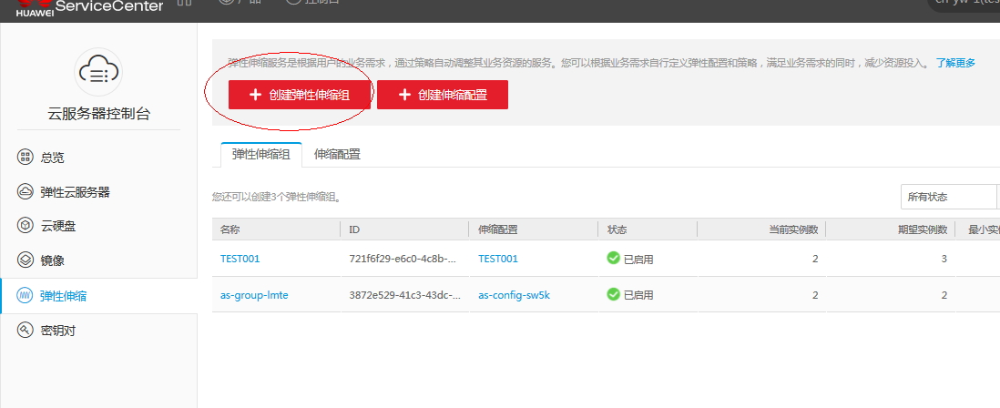 HUAWEI
ServiceCenter
产品
控制台
云服务器控制台
总览
弹性云服务器
云硬盘
镜像
弹性伸缩
密钥对
弹性伸缩服务是根据用户的业务需求，通过策略自动调整其业务资源的服务。您可以根据业务需求自行定义弹性配置和策略，满足业务需求的同时，减少资源投入。 了解更多
创建弹性伸缩组 创建伸缩配置
弹性伸缩组 伸缩配置
您还可以创建3个弹性伸缩组。 所有状态
名称 ID 伸缩配置 状态 当前实例数 期望实例数 最小实
TEST001 721f6f29-e6c0-4c8b-... TEST001 已启用 2 3
as-group-lmte 3872e529-41c3-43dc-... as-config-sw5k 已启用 2 2